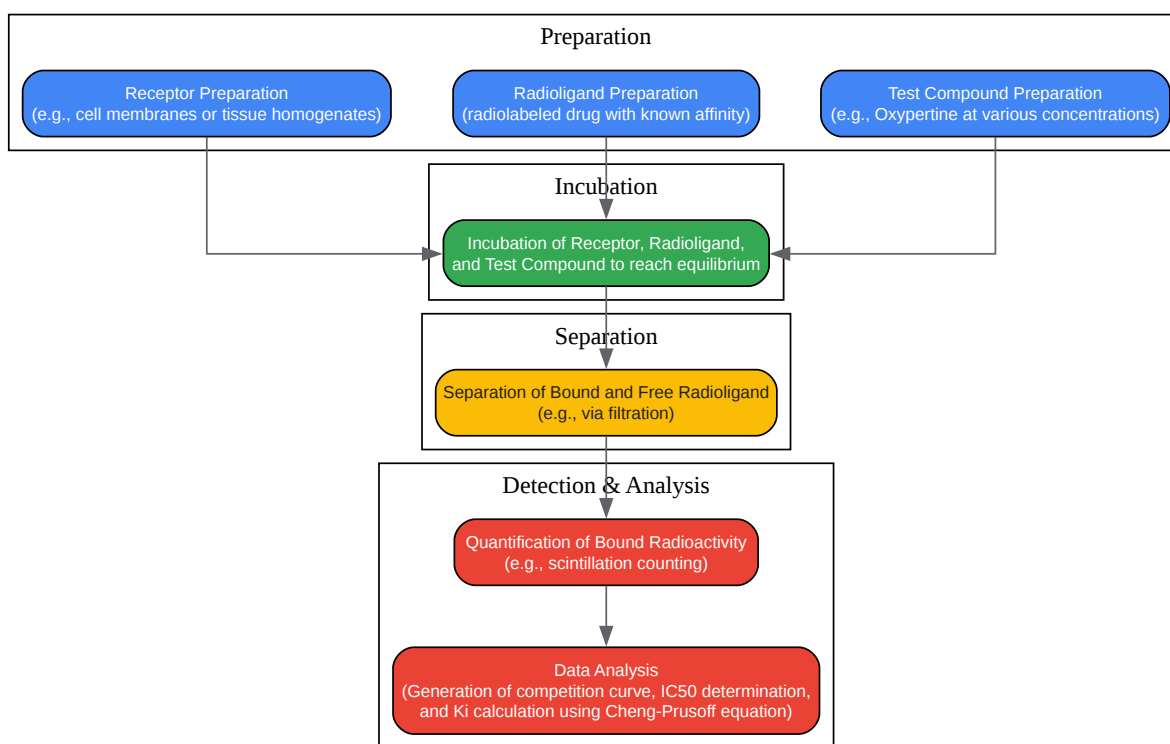 Preparation
Receptor Preparation
(e.g., cell membranes or tissue homogenates)
Radioligand Preparation
(radiolabeled drug with known affinity)
Test Compound Preparation
(e.g., Oxypertine at various concentrations)
Incubation
Incubation of Receptor, Radioligand,
and Test Compound to reach equilibrium
Separation
Separation of Bound and Free Radioligand
(e.g., via filtration)
Detection & Analysis
Quantification of Bound Radioactivity
(e.g., scintillation counting)
Data Analysis
(Generation of competition curve, IC50 determination,
and Ki calculation using Cheng-Prusoff equation)